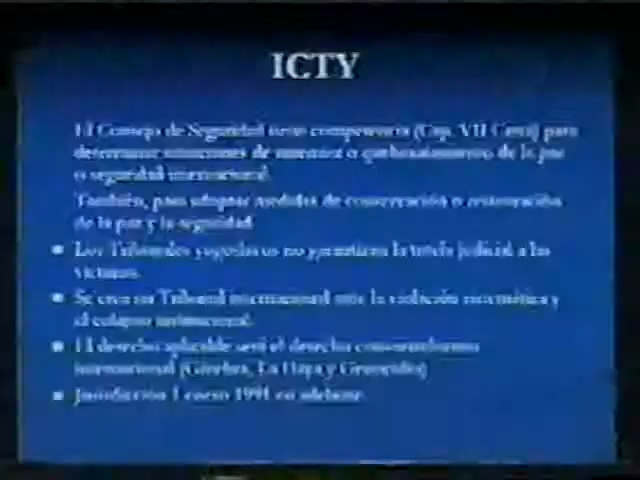 ICTY
El Consejo de Seguridad tiene competencia (Cap. VII Carta) para
determinar situaciones de amenaza o quebrantamiento de la paz
o seguridad internacional.
También, para adoptar medidas de conservación o restauración
de la paz y la seguridad
Los Tribunales yugoslavos no garantizan la tutela judicial a las
víctimas.
Se crea un Tribunal internacional ante la violación sistemática y
el colapso institucional.
El derecho aplicable será el derecho consuetudinario
internacional (Ginebra, La Haya y Genocidio)
Jurisdicción 1 enero 1991 en adelante